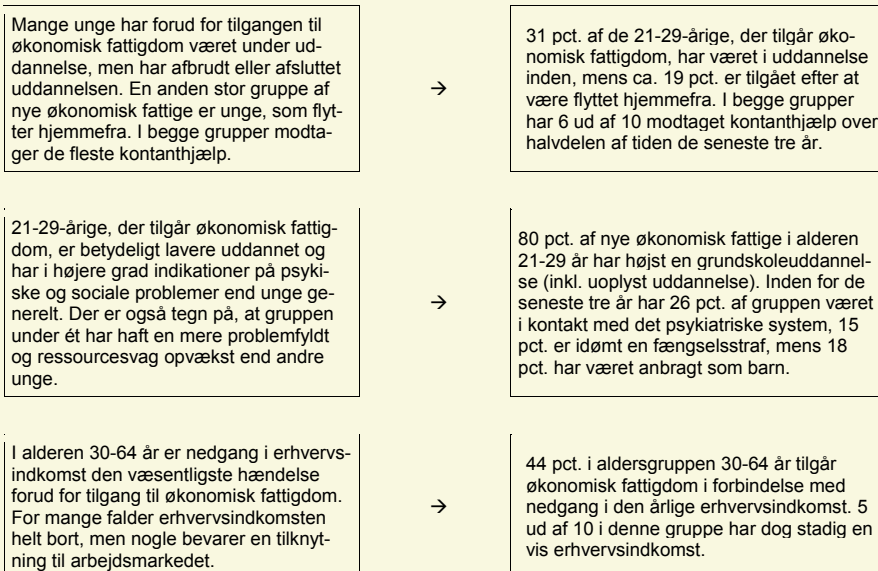 Mange unge har forud for tilgangen til
økonomisk fattigdom været under ud-
dannelse, men har afbrudt eller afsluttet
uddannelsen. En anden stor gruppe af
nye økonomisk fattige er unge, som flyt-
ter hjemmefra. I begge grupper modta-
ger de fleste kontanthjælp.
→
31 pct. af de 21-29-årige, der tilgår øko-
nomisk fattigdom, har været i uddannelse
inden, mens ca. 19 pct. er tilgået efter at
være flyttet hjemmefra. I begge grupper
har 6 ud af 10 modtaget kontanthjælp over
halvdelen af tiden de seneste tre år.
21-29-årige, der tilgår økonomisk fattig-
dom, er betydeligt lavere uddannet og
har i højere grad indikationer på psyki-
ske og sociale problemer end unge ge-
nerelt. Der er også tegn på, at gruppen
under ét har haft en mere problemfyldt
og ressourcesvag opvækst end andre
unge.
→
80 pct. af nye økonomisk fattige i alderen
21-29 år har højst en grundskoleuddannel-
se (inkl. uoplyst uddannelse). Inden for de
seneste tre år har 26 pct. af gruppen været
i kontakt med det psykiatriske system, 15
pct. er idømt en fængselsstraf, mens 18
pct. har været anbragt som barn.
I alderen 30-64 år er nedgang i erhvervs-
indkomst den væsentligste hændelse
forud for tilgang til økonomisk fattigdom.
For mange falder erhvervsindkomsten
helt bort, men nogle bevarer en tilknyt-
ning til arbejdsmarkedet.
→
44 pct. i aldersgruppen 30-64 år tilgår
økonomisk fattigdom i forbindelse med
nedgang i den årlige erhvervsindkomst. 5
ud af 10 i denne gruppe har dog stadig en
vis erhvervsindkomst.